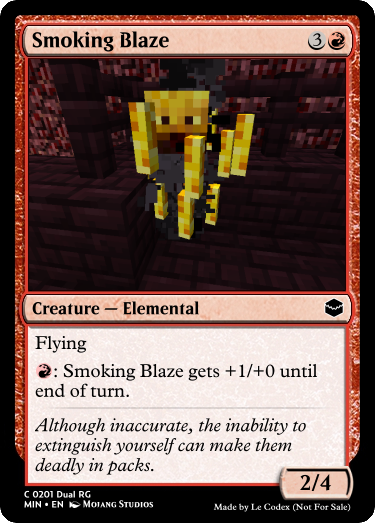 Smoking Blaze 3
Creature — Elemental
Flying
: Smoking Blaze gets +1/+0 until
end of turn.
Although inaccurate, the inability to
extinguish yourself can make them
deadly in packs.
2/4
C 0201 Dual RG
MIN • EN Mojang Studios
Made by Le Codex (Not For Sale)